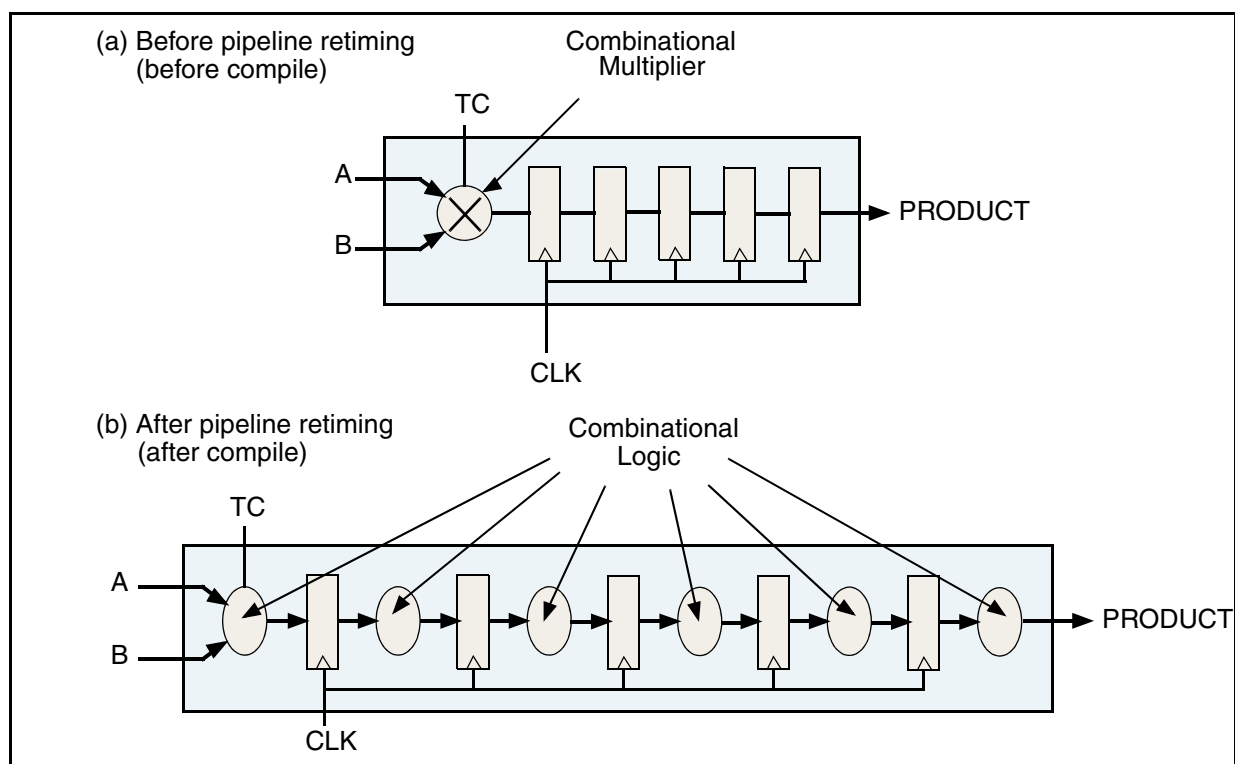 (a) Before pipeline retiming
(before compile)
Combinational
Multiplier
TC
A
B
PRODUCT
CLK
(b) After pipeline retiming
(after compile)
Combinational
Logic
TC
A
B
PRODUCT
CLK